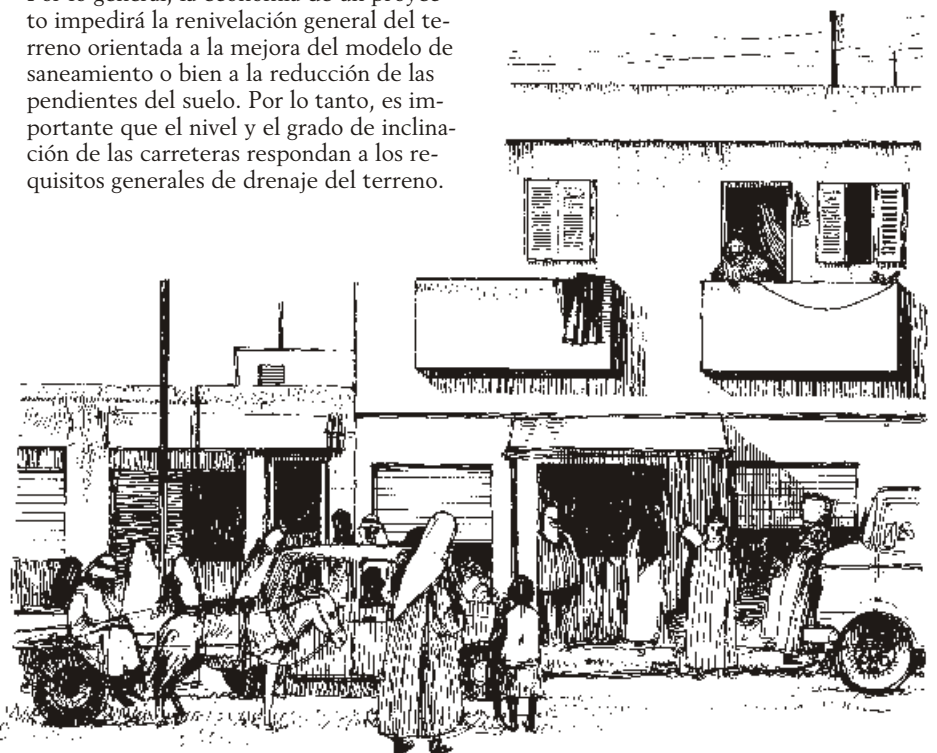 to impedirá la renivelación general del te-
rreno orientada a la mejora del modelo de
saneamiento o bien a la reducción de las
pendientes del suelo. Por lo tanto, es im-
portante que el nivel y el grado de inclina-
ción de las carreteras respondan a los re-
quisitos generales de drenaje del terreno.